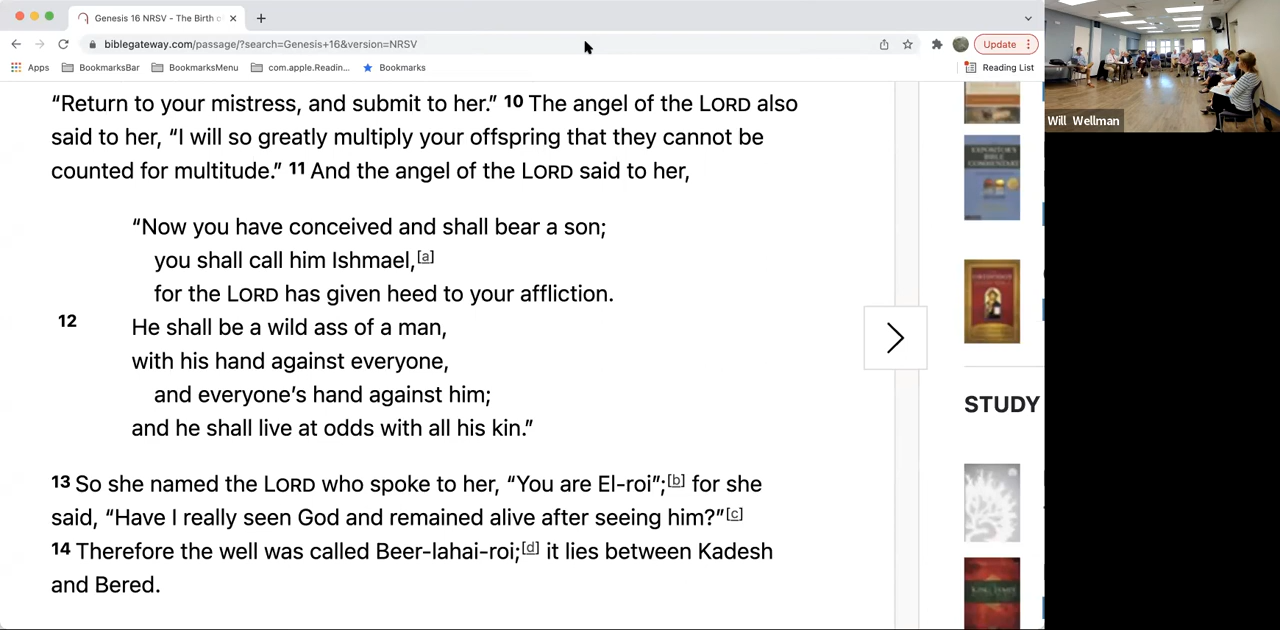 Genesis 16 NRSV - The Birth o
biblegateway.com/passage/?search=Genesis+16&version=NRSV
Update
Apps BookmarksBar BookmarksMenu com.apple.Readin... Bookmarks
Reading List
“Return to your mistress, and submit to her.” 10 The angel of the LORD also
said to her, “I will so greatly multiply your offspring that they cannot be
counted for multitude.” 11 And the angel of the LORD said to her,
“Now you have conceived and shall bear a son;
you shall call him Ishmael,[a]
for the LORD has given heed to your affliction.
12 He shall be a wild ass of a man,
with his hand against everyone,
and everyone’s hand against him;
and he shall live at odds with all his kin.”
13 So she named the LORD who spoke to her, “You are El-roi”;[b] for she
said, “Have I really seen God and remained alive after seeing him?”[c]
14 Therefore the well was called Beer-lahai-roi;[d] it lies between Kadesh
and Bered.
EXPOSITOR'S
BIBLE
COMMENTARY
STUDY
KING JAMES
Will Wellman